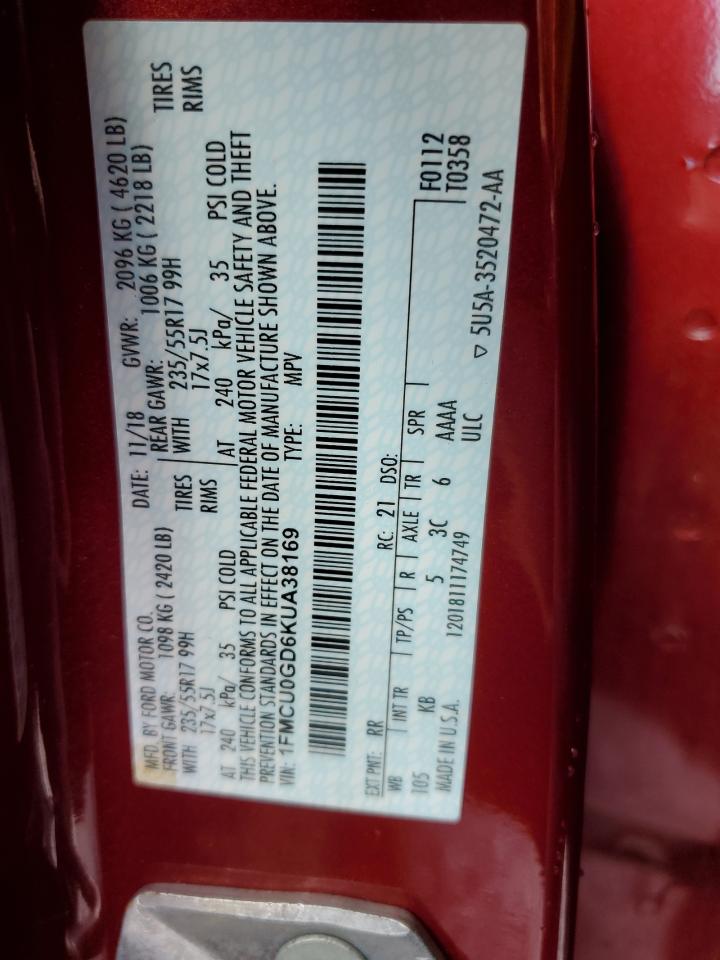 MFD. BY FORD MOTOR CO.
DATE: 11/18 GVWR: 2096 KG ( 4620 LB)
FRONT GAWR: 1098 KG ( 2420 LB) REAR GAWR: 1006 KG ( 2218 LB)
WITH 235/55R17 99H TIRES WITH 235/55R17 99H TIRES
17x7.5J RIMS 17x7.5J RIMS
AT 240 kPa/ 35 PSI COLD AT 240 kPa/ 35 PSI COLD
THIS VEHICLE CONFORMS TO ALL APPLICABLE FEDERAL MOTOR VEHICLE SAFETY AND THEFT
PREVENTION STANDARDS IN EFFECT ON THE DATE OF MANUFACTURE SHOWN ABOVE.
VIN: 1FMCU0GD6KUA38169 TYPE: MPV
EXT PNT: RR RC: 21 DSO: F0112
WB INT TR TP/PS R AXLE TR SPR T0358
105 KB 5 3C 6 AAAA
MADE IN U.S.A. 1201811174749 ULC
▽ 5U5A-3520472-AA